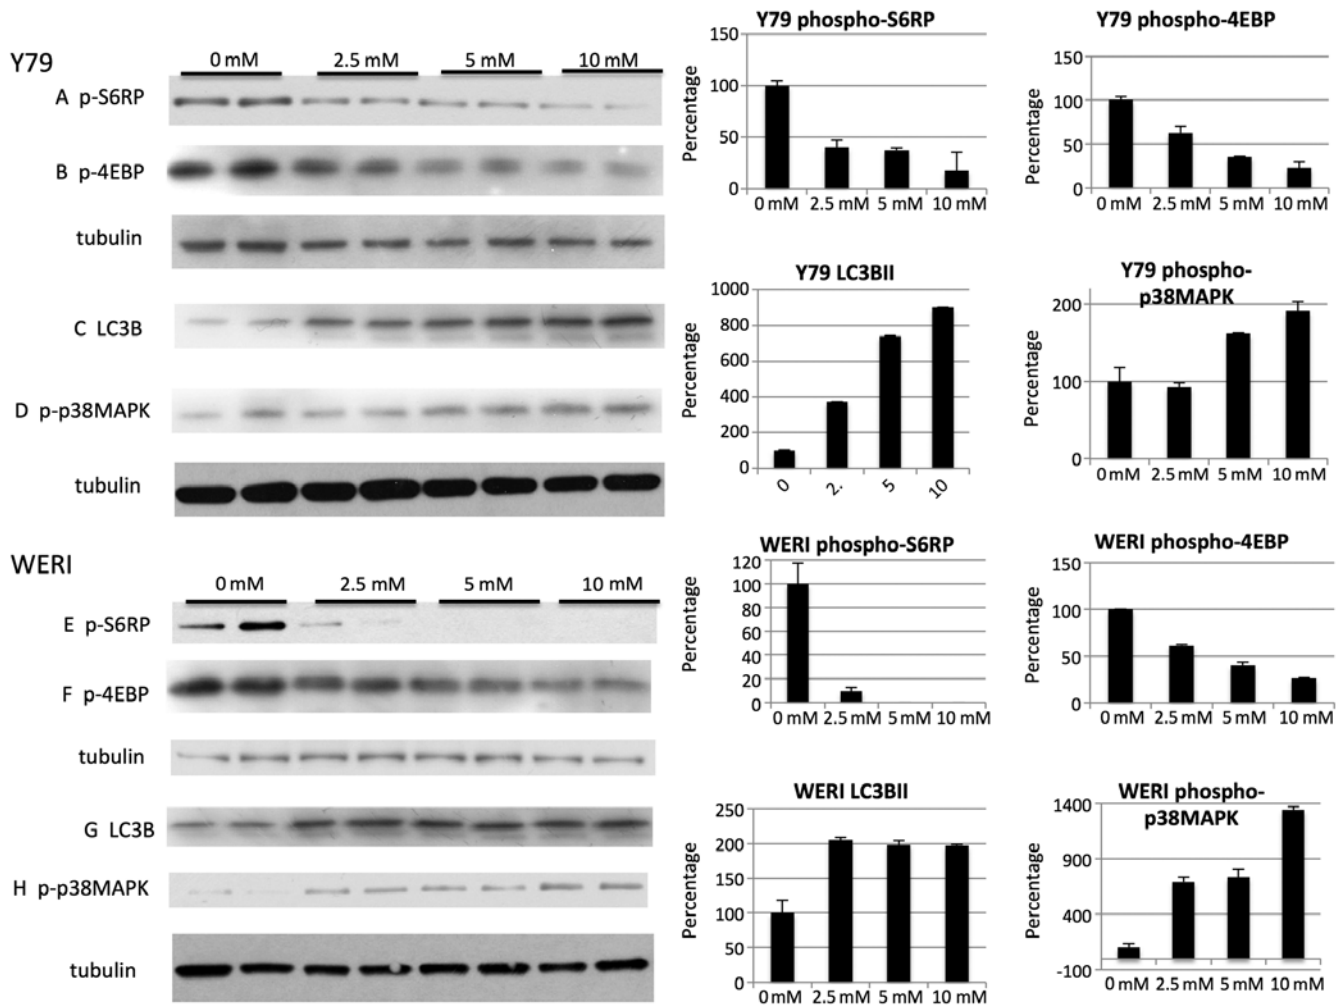 Y79
0 mM 2.5 mM 5 mM 10 mM
A p-S6RP
B p-4EBP
tubulin
C LC3B
D p-p38MAPK
tubulin
WERI
0 mM 2.5 mM 5 mM 10 mM
E p-S6RP
F p-4EBP
tubulin
G LC3B
H p-p38MAPK
tubulin
Y79 phospho-S6RP
Percentage
150
100
50
0
0 mM 2.5 mM 5 mM 10 mM
Y79 phospho-4EBP
Percentage
150
100
50
0
0 mM 2.5 mM 5 mM 10 mM
Y79 LC3BII
Percentage
1000
800
600
400
200
0
0 2. 5 10
Y79 phospho-
p38MAPK
Percentage
200
100
0
0 mM 2.5 mM 5 mM 10 mM
WERI phospho-S6RP
Percentage
120
100
80
60
40
20
0
0 mM 2.5 mM 5 mM 10 mM
WERI phospho-4EBP
Percentage
150
100
50
0
0 mM 2.5 mM 5 mM 10 mM
WERI LC3BII
Percentage
250
200
150
100
50
0
0 mM 2.5 mM 5 mM 10 mM
WERI phospho-
p38MAPK
Percentage
1400
900
400
-100
0 mM 2.5 mM 5 mM 10 mM